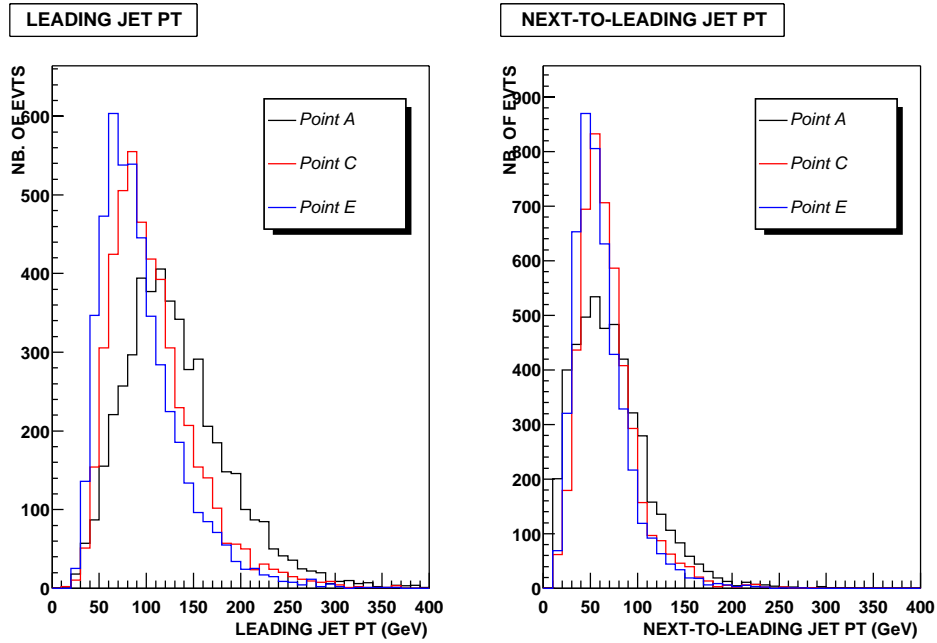 LEADING JET PT
NB. OF EVTS
600
500
400
300
200
100
0
0 50 100 150 200 250 300 350 400
LEADING JET PT (GeV)
Point A
Point C
Point E
NEXT-TO-LEADING JET PT
NB. OF EVTS
900
800
700
600
500
400
300
200
100
0
0 50 100 150 200 250 300 350 400
NEXT-TO-LEADING JET PT (GeV)
Point A
Point C
Point E